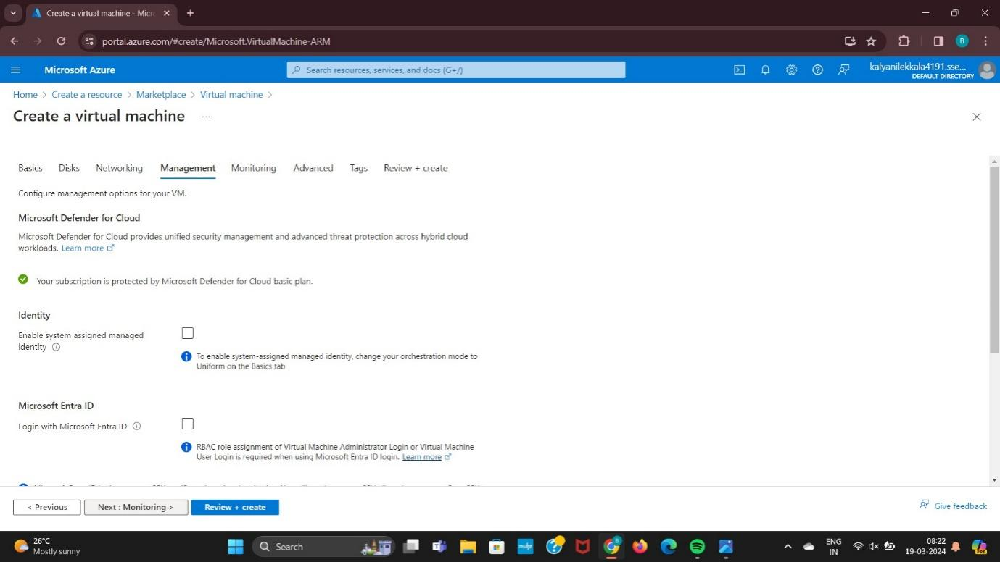 Create a virtual machine - Micr
portal.azure.com/#create/Microsoft.VirtualMachine-ARM
B
Microsoft Azure
Search resources, services, and docs (G+/)
kalyanilekkala4191.sse...
DEFAULT DIRECTORY
Home > Create a resource > Marketplace > Virtual machine >
Create a virtual machine ...
Basics Disks Networking Management Monitoring Advanced Tags Review + create
Configure management options for your VM.
Microsoft Defender for Cloud
Microsoft Defender for Cloud provides unified security management and advanced threat protection across hybrid cloud
workloads. Learn more
Your subscription is protected by Microsoft Defender for Cloud basic plan.
Identity
Enable system assigned managed
identity
To enable system-assigned managed identity, change your orchestration mode to
Uniform on the Basics tab
Microsoft Entra ID
Login with Microsoft Entra ID
RBAC role assignment of Virtual Machine Administrator Login or Virtual Machine
User Login is required when using Microsoft Entra ID login. Learn more
< Previous
Next : Monitoring >
Review + create
Give feedback
26°C
Mostly sunny
Search
ENG
IN
08:22
19-03-2024
PRE